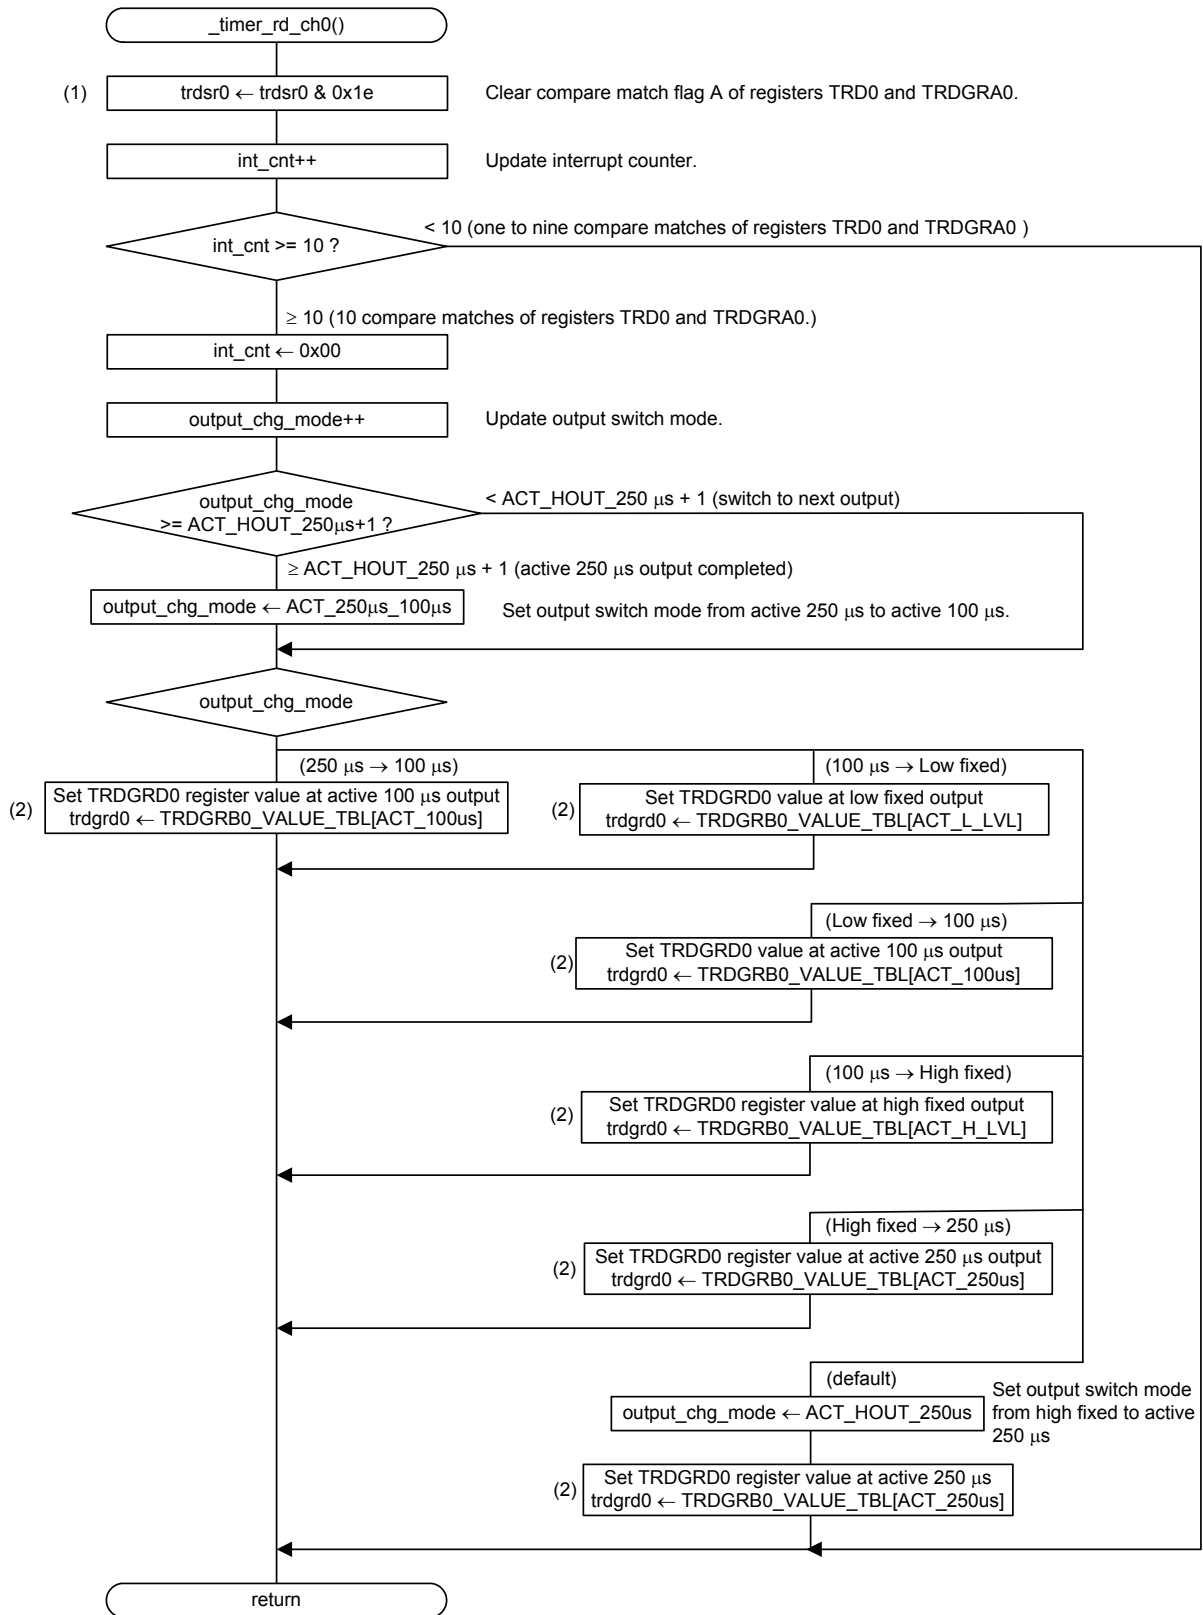 _timer_rd_ch0()
(1)
trdsr0 ← trdsr0 & 0x1e
Clear compare match flag A of registers TRD0 and TRDGRA0.
int_cnt++
Update interrupt counter.
< 10 (one to nine compare matches of registers TRD0 and TRDGRA0 )
int_cnt >= 10 ?
≥ 10 (10 compare matches of registers TRD0 and TRDGRA0.)
int_cnt ← 0x00
output_chg_mode++
Update output switch mode.
output_chg_mode
>= ACT_HOUT_250μs+1 ?
< ACT_HOUT_250 μs + 1 (switch to next output)
≥ ACT_HOUT_250 μs + 1 (active 250 μs output completed)
output_chg_mode ← ACT_250μs_100μs
Set output switch mode from active 250 μs to active 100 μs.
output_chg_mode
(250 μs → 100 μs)
(2)
Set TRDGRD0 register value at active 100 μs output
trdgrd0 ← TRDGRB0_VALUE_TBL[ACT_100us]
(100 μs → Low fixed)
(2)
Set TRDGRD0 value at low fixed output
trdgrd0 ← TRDGRB0_VALUE_TBL[ACT_L_LVL]
(Low fixed → 100 μs)
(2)
Set TRDGRD0 value at active 100 μs output
trdgrd0 ← TRDGRB0_VALUE_TBL[ACT_100us]
(100 μs → High fixed)
(2)
Set TRDGRD0 register value at high fixed output
trdgrd0 ← TRDGRB0_VALUE_TBL[ACT_H_LVL]
(High fixed → 250 μs)
(2)
Set TRDGRD0 register value at active 250 μs output
trdgrd0 ← TRDGRB0_VALUE_TBL[ACT_250us]
(default)
output_chg_mode ← ACT_HOUT_250us
Set output switch mode
from high fixed to active
250 μs
(2)
Set TRDGRD0 register value at active 250 μs
trdgrd0 ← TRDGRB0_VALUE_TBL[ACT_250us]
return